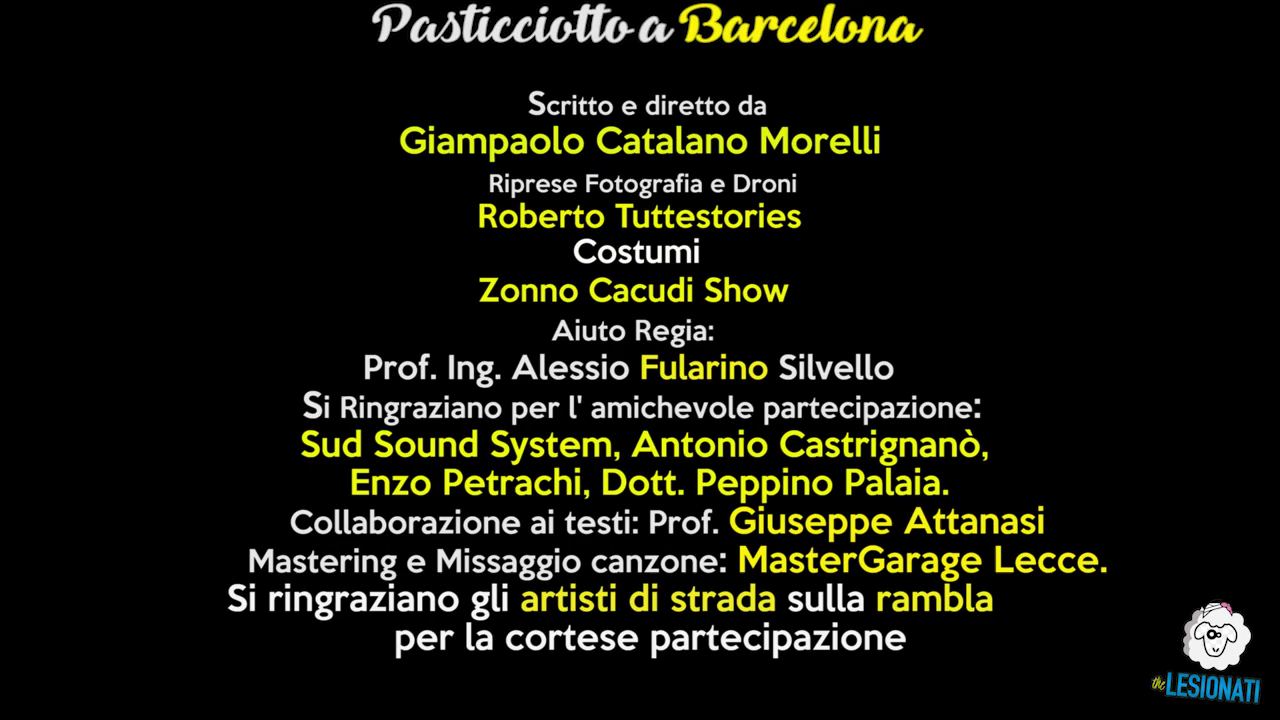 Pasticciotto a Barcelona
Scritto e diretto da
Giampaolo Catalano Morelli
Riprese Fotografia e Droni
Roberto Tuttestories
Costumi
Zonno Cacudi Show
Aiuto Regia:
Prof. Ing. Alessio Fularino Silvello
Si Ringraziano per l' amichevole partecipazione:
Sud Sound System, Antonio Castrignanò,
Enzo Petrachi, Dott. Peppino Palaia.
Collaborazione ai testi: Prof. Giuseppe Attanasi
Mastering e Missaggio canzone: MasterGarage Lecce.
Si ringraziano gli artisti di strada sulla rambla
per la cortese partecipazione
the LESIONATI